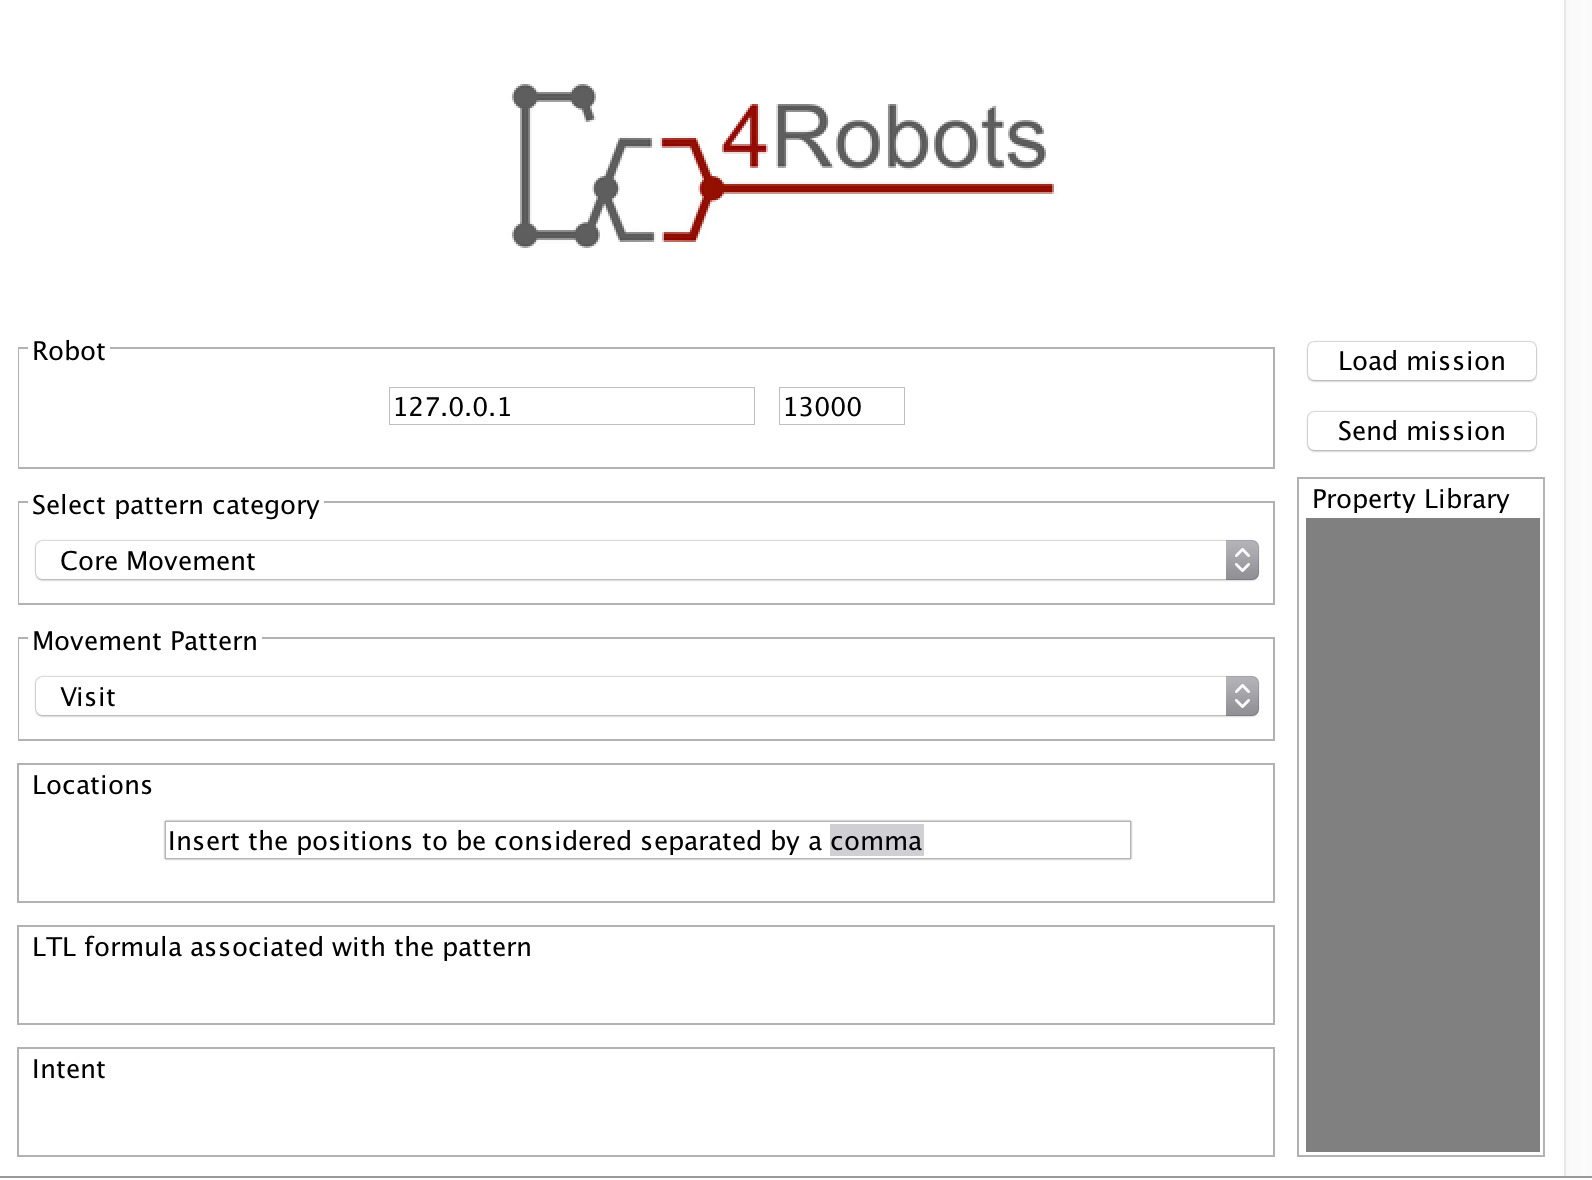 4Robots
Robot
127.0.0.1
13000
Load mission
Send mission
Select pattern category
Core Movement
Movement Pattern
Visit
Locations
Insert the positions to be considered separated by a comma
LTL formula associated with the pattern
Intent
Property Library